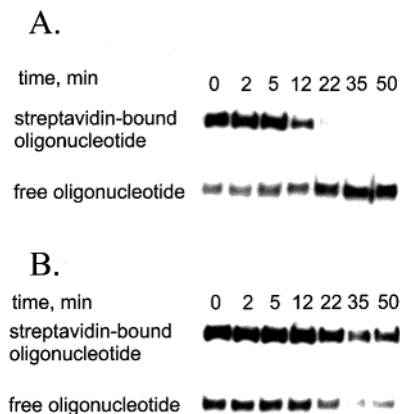 A.
time, min 0 2 5 12 22 35 50
streptavidin-bound
oligonucleotide
free oligonucleotide
B.
time, min 0 2 5 12 22 35 50
streptavidin-bound
oligonucleotide
free oligonucleotide